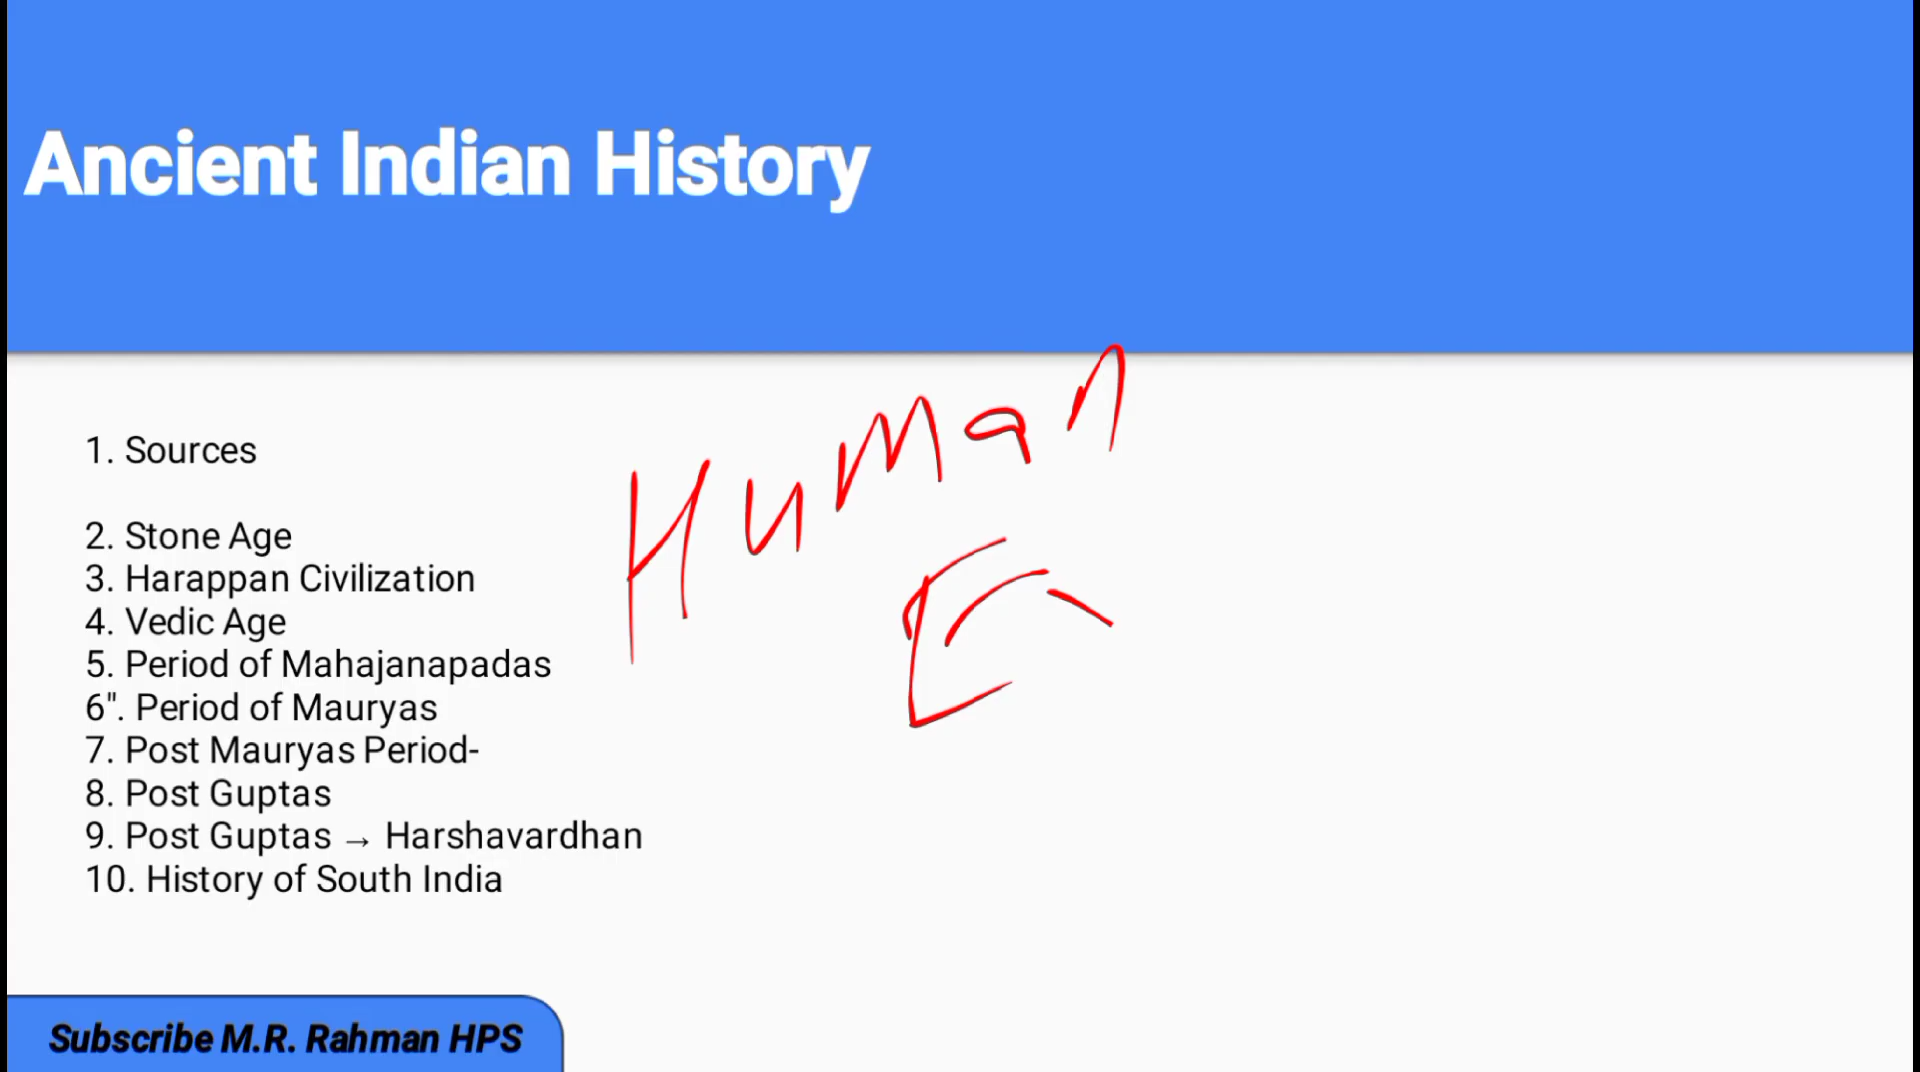 Ancient Indian History
1. Sources
2. Stone Age
3. Harappan Civilization
4. Vedic Age
5. Period of Mahajanapadas
6". Period of Mauryas
7. Post Mauryas Period-
8. Post Guptas
9. Post Guptas → Harshavardhan
10. History of South India
Human
Subscribe M.R. Rahman HPS